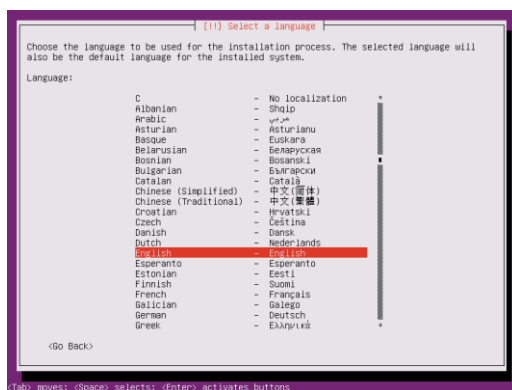 [!!] Select a language
Choose the language to be used for the installation process. The selected language will
also be the default language for the installed system.
Language:
C - No localization
Albanian - Shqip
Arabic - عربي
Asturian - Asturianu
Basque - Euskara
Belarusian - Беларуская
Bosnian - Bosanski
Bulgarian - Български
Catalan - Català
Chinese (Simplified) - 中文(简体)
Chinese (Traditional) - 中文(繁體)
Croatian - Hrvatski
Czech - Čeština
Danish - Dansk
Dutch - Nederlands
English - English
Esperanto - Esperanto
Estonian - Eesti
Finnish - Suomi
French - Français
Galician - Galego
German - Deutsch
Greek - Ελληνικά
<Go Back>
<Tab> moves; <Space> selects; <Enter> activates buttons